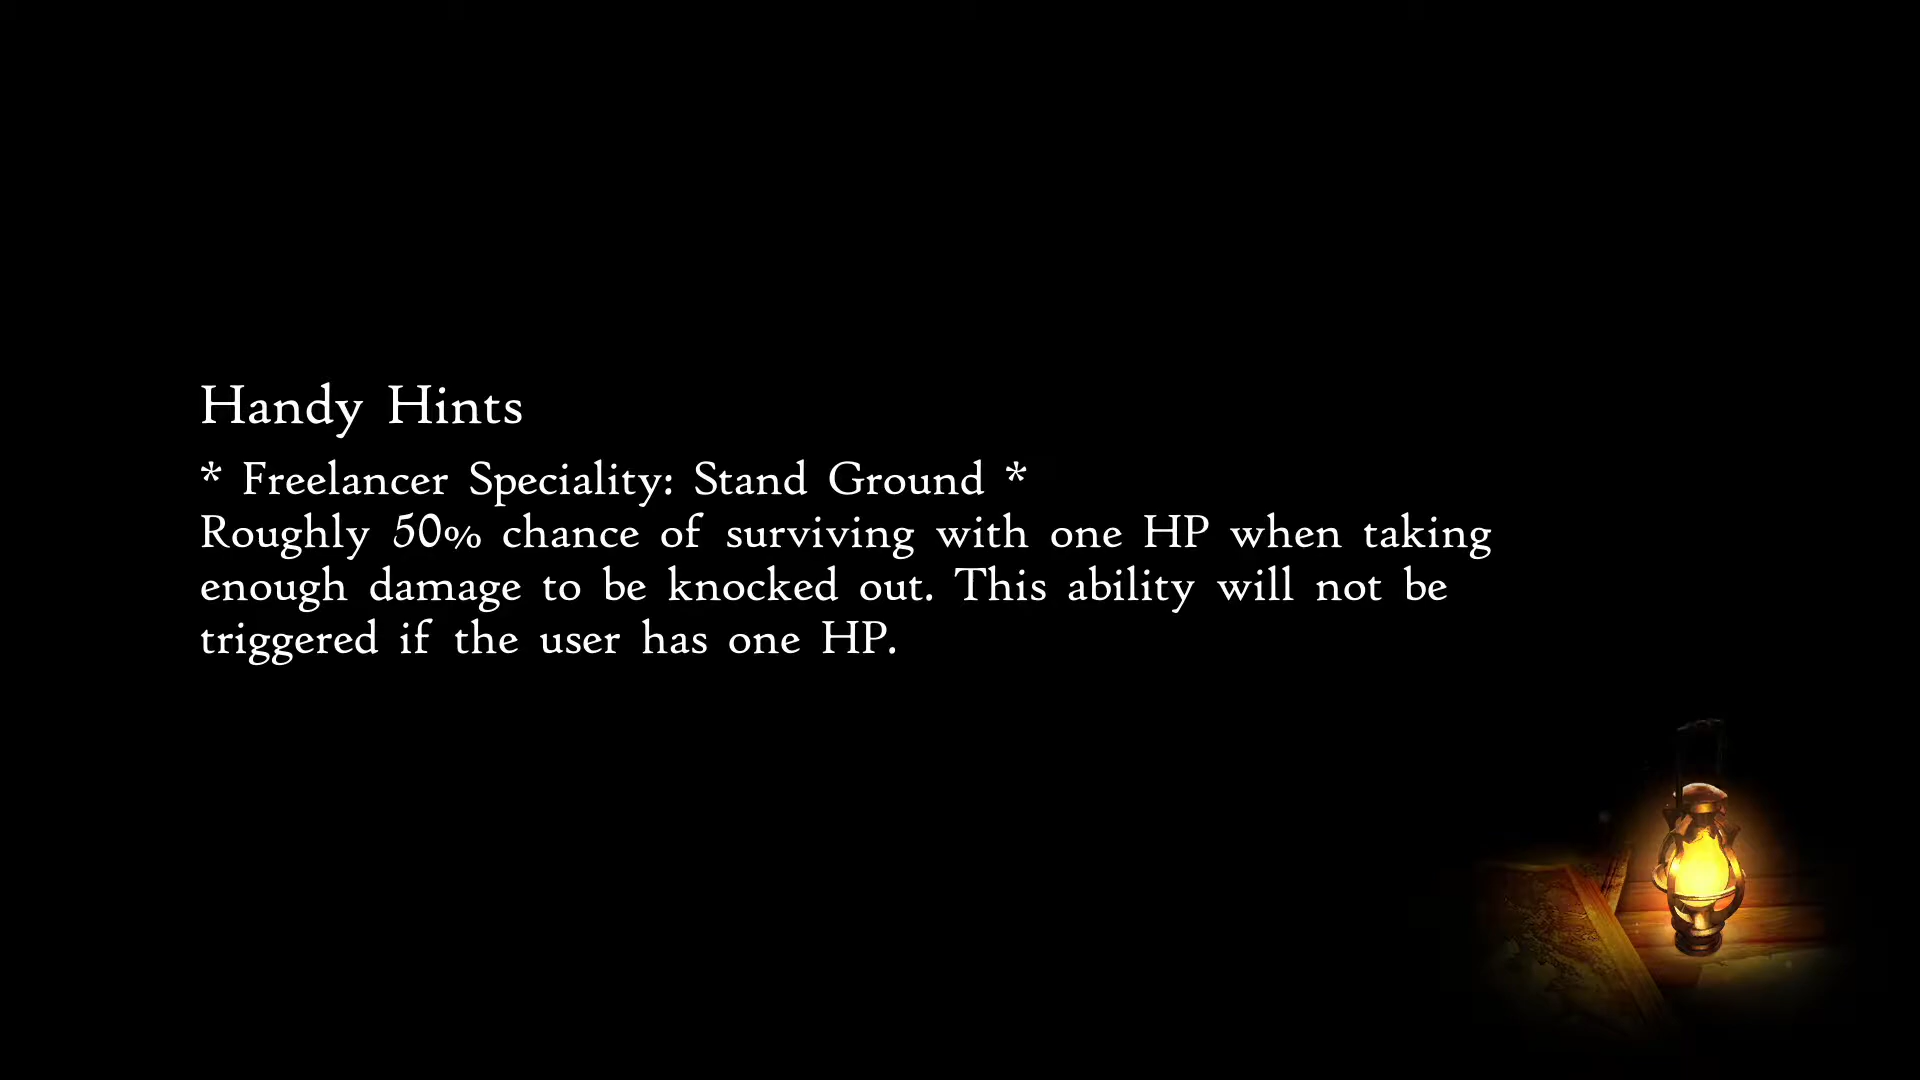 Handy Hints
* Freelancer Speciality: Stand Ground *
Roughly 50% chance of surviving with one HP when taking
enough damage to be knocked out. This ability will not be
triggered if the user has one HP.